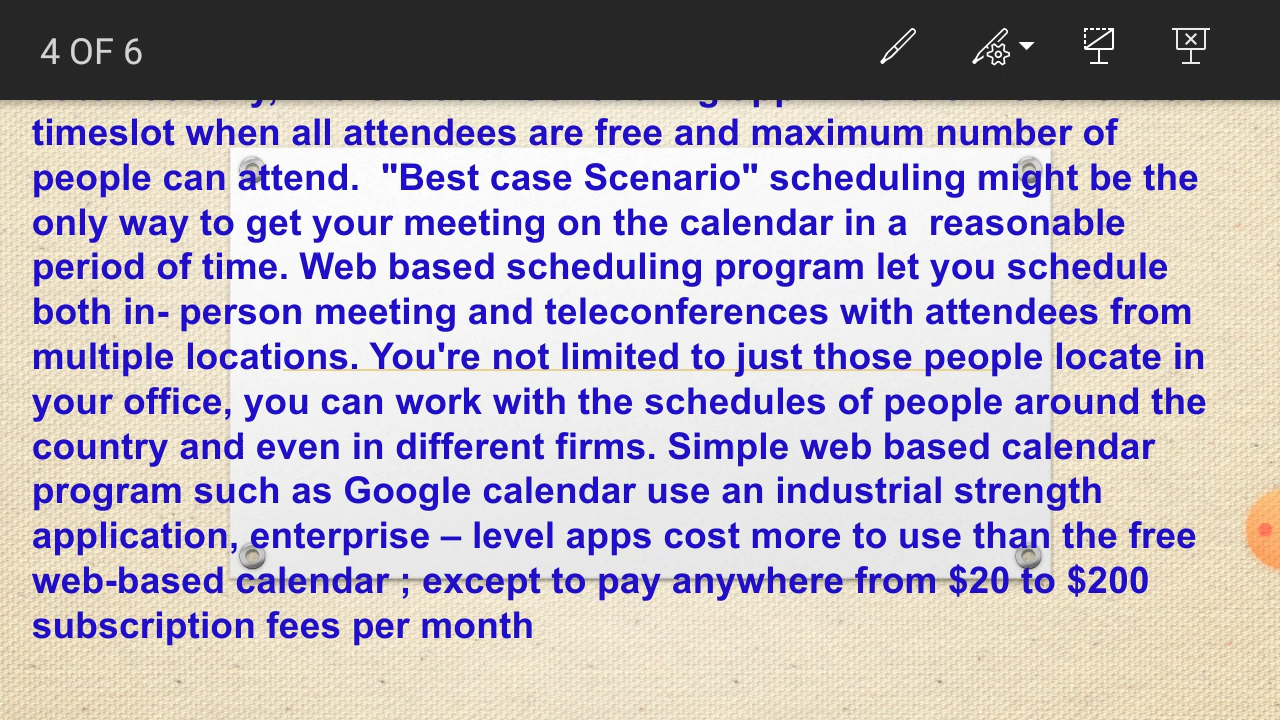 4 OF 6
timeslot when all attendees are free and maximum number of
people can attend.  "Best case Scenario" scheduling might be the
only way to get your meeting on the calendar in a  reasonable
period of time. Web based scheduling program let you schedule
both in- person meeting and teleconferences with attendees from
multiple locations. You're not limited to just those people locate in
your office, you can work with the schedules of people around the
country and even in different firms. Simple web based calendar
program such as Google calendar use an industrial strength
application, enterprise – level apps cost more to use than the free
web-based calendar ; except to pay anywhere from $20 to $200
subscription fees per month